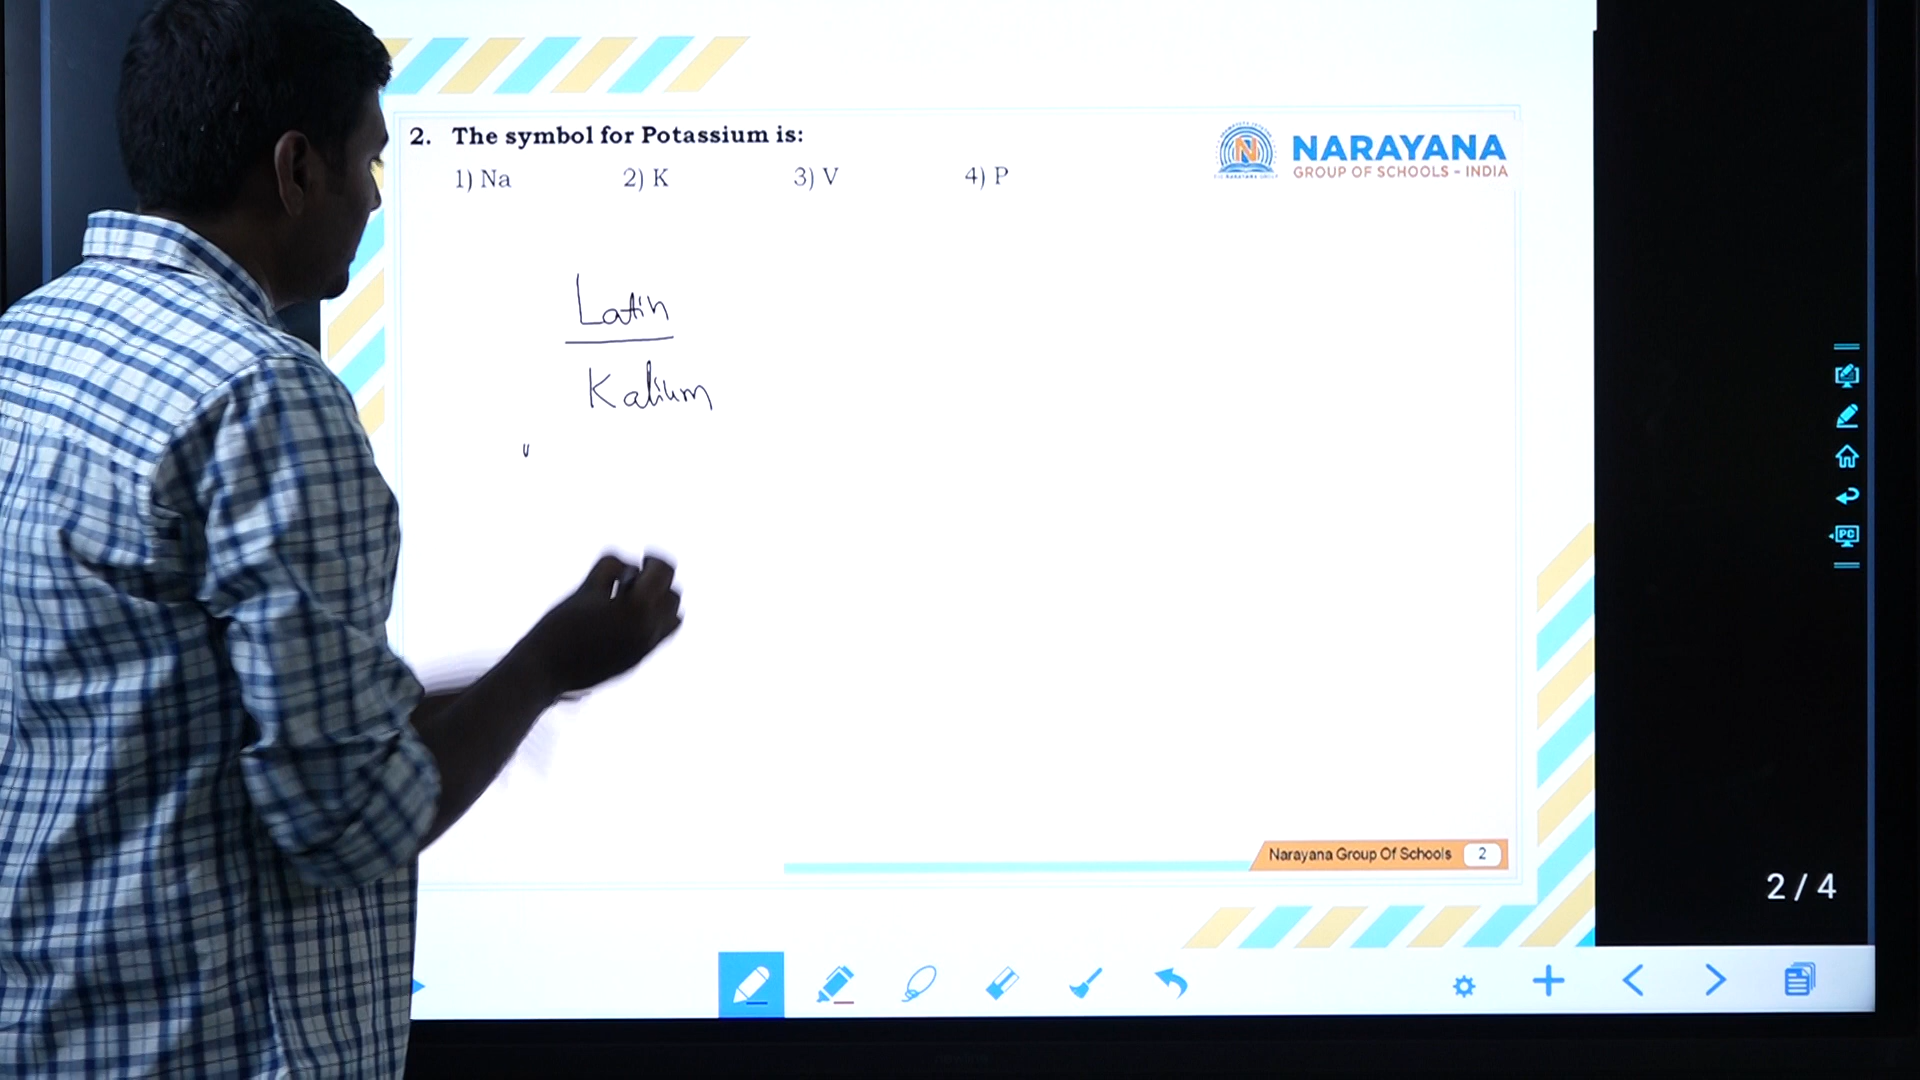 2. The symbol for Potassium is:
1) Na 2) K 3) V 4) P
NARAYANA
GROUP OF SCHOOLS - INDIA
N
Latin
Kalium
PC
Narayana Group Of Schools 2
2 / 4